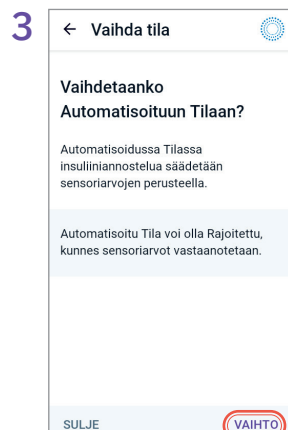 3
← Vaihda tila
Vaihdetaanko
Automatisoituun Tilaan?
Automatisoidussa Tilassa
insuliiniannostelua säädetään
sensoriarvojen perusteella.
Automatisoitu Tila voi olla Rajoitettu,
kunnes sensoriarvot vastaanotetaan.
SULJE VAIHTO